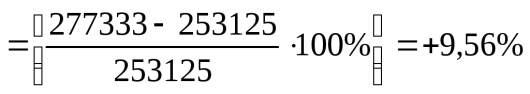 = (277333 - 253125 / 253125 · 100%) = +9,56%